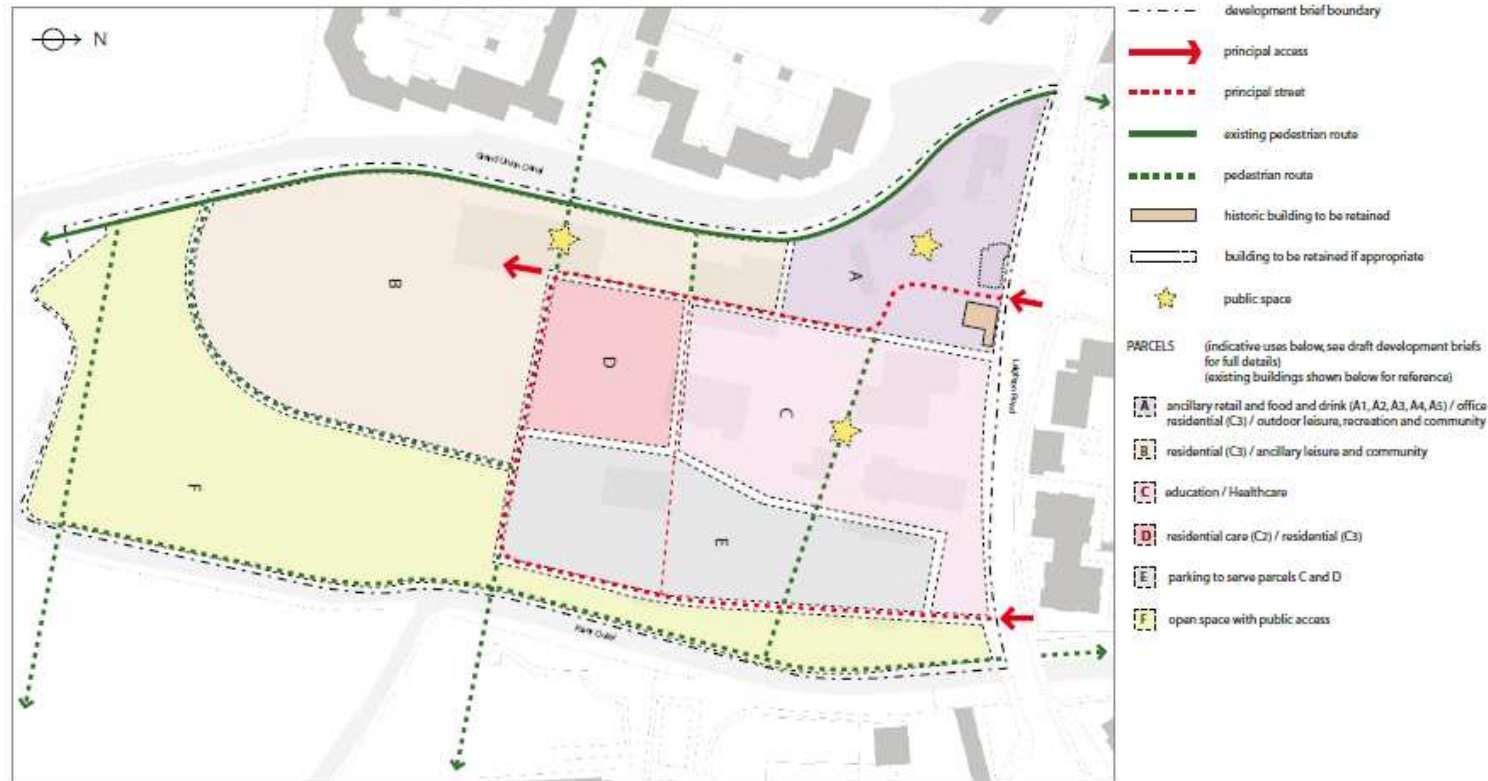 N
Grand Union Canal
A
B
D
C
Leighton Road
F
E
development brief boundary
principal access
principal street
existing pedestrian route
pedestrian route
historic building to be retained
building to be retained if appropriate
public space
PARCELS (indicative uses below, see draft development briefs
for full details)
(existing buildings shown below for reference)
A ancillary retail and food and drink (A1, A2, A3, A4, A5) / office
residential (C3) / outdoor leisure, recreation and community
B residential (C3) / ancillary leisure and community
C education / Healthcare
D residential care (C2) / residential (C3)
E parking to serve parcels C and D
F open space with public access